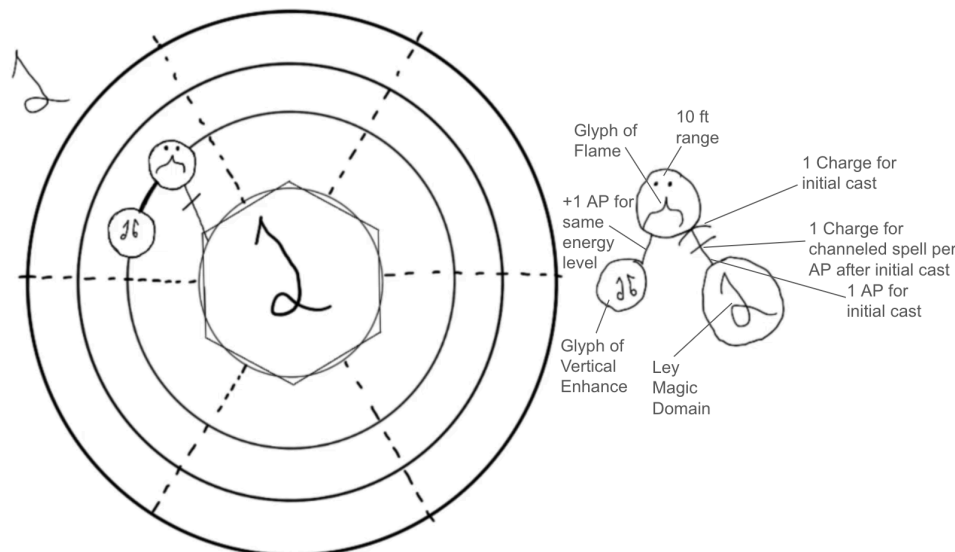 Glyph of
Flame
10 ft
range
1 Charge for
initial cast
+1 AP for
same
energy
level
1 Charge for
channeled spell per
AP after initial cast
1 AP for
initial cast
Glyph of
Vertical
Enhance
Ley
Magic
Domain